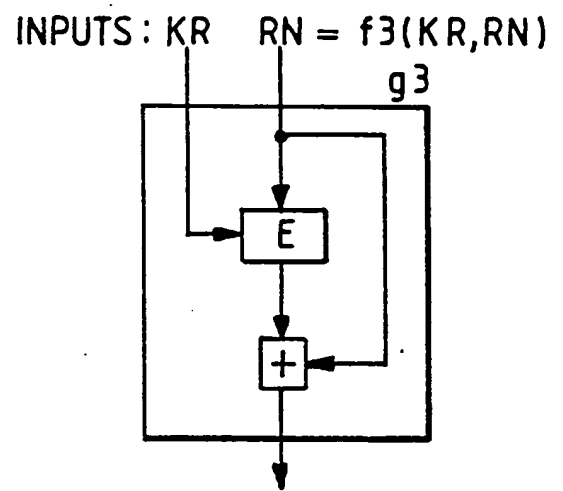 INPUTS: KR RN = f3(KR,RN)
g3
E
+